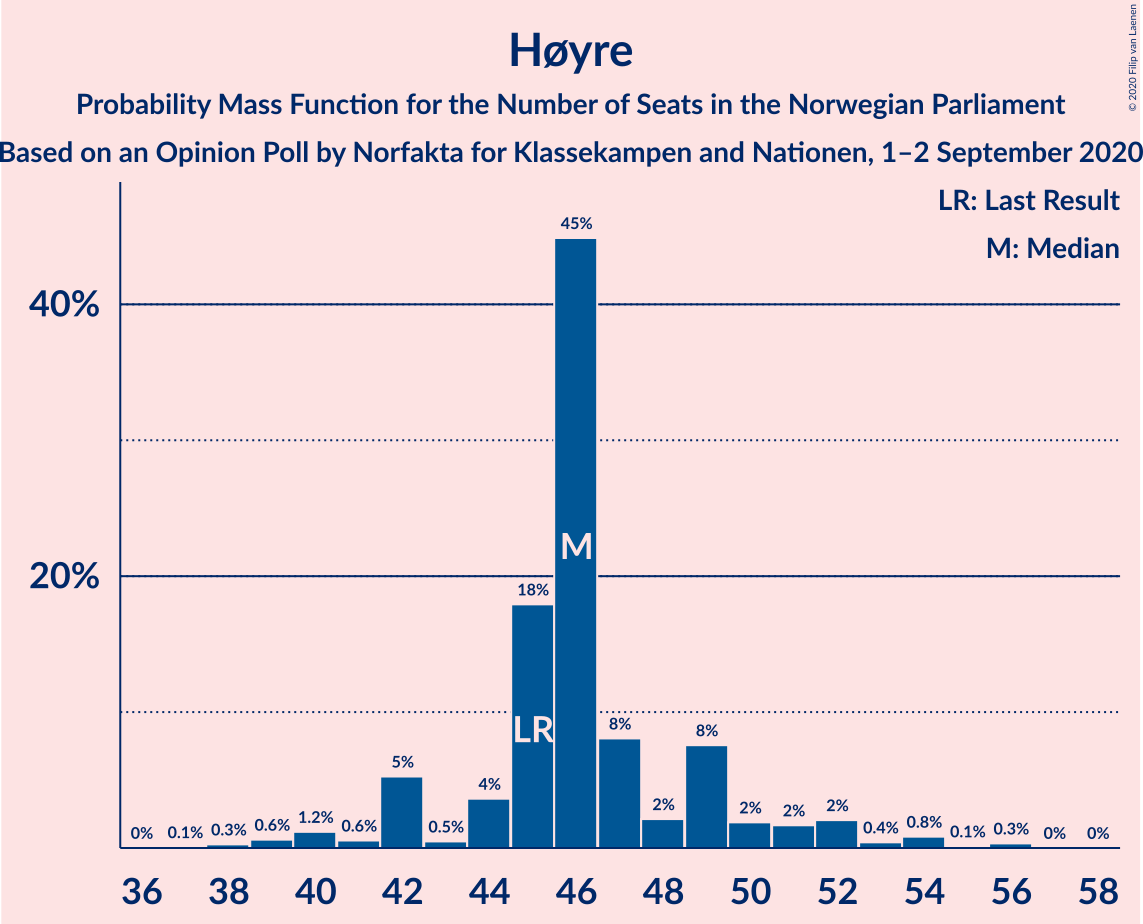 Høyre
Probability Mass Function for the Number of Seats in the Norwegian Parliament
Based on an Opinion Poll by Norfakta for Klassekampen and Nationen, 1–2 September 2020
© 2020 Filip van Laenen
LR: Last Result
M: Median
40%
20%
0%
0.1%
0.3%
0.6%
1.2%
0.6%
5%
0.5%
4%
18%
45%
8%
2%
8%
2%
2%
2%
0.4%
0.8%
0.1%
0.3%
0%
0%
LR
M
36 38 40 42 44 46 48 50 52 54 56 58